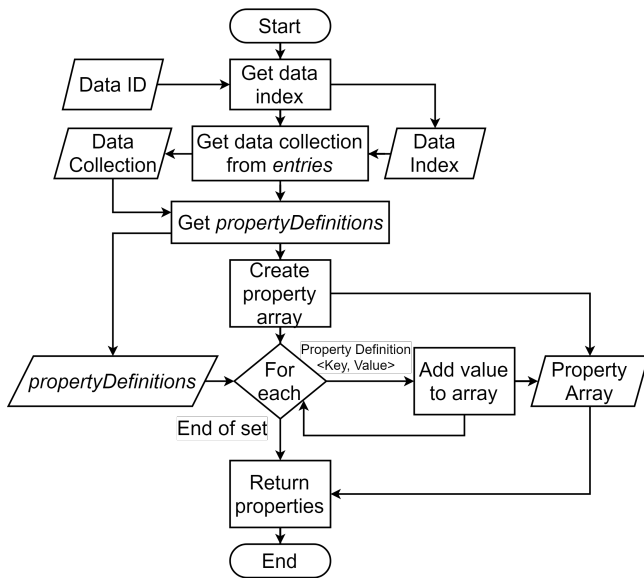 Start
Data ID
Get data
index
Data
Collection
Get data collection
from entries
Data
Index
Get propertyDefinitions
Create
property
array
propertyDefinitions
For
each
Property Definition
<Key, Value>
Add value
to array
Property
Array
End of set
Return
properties
End